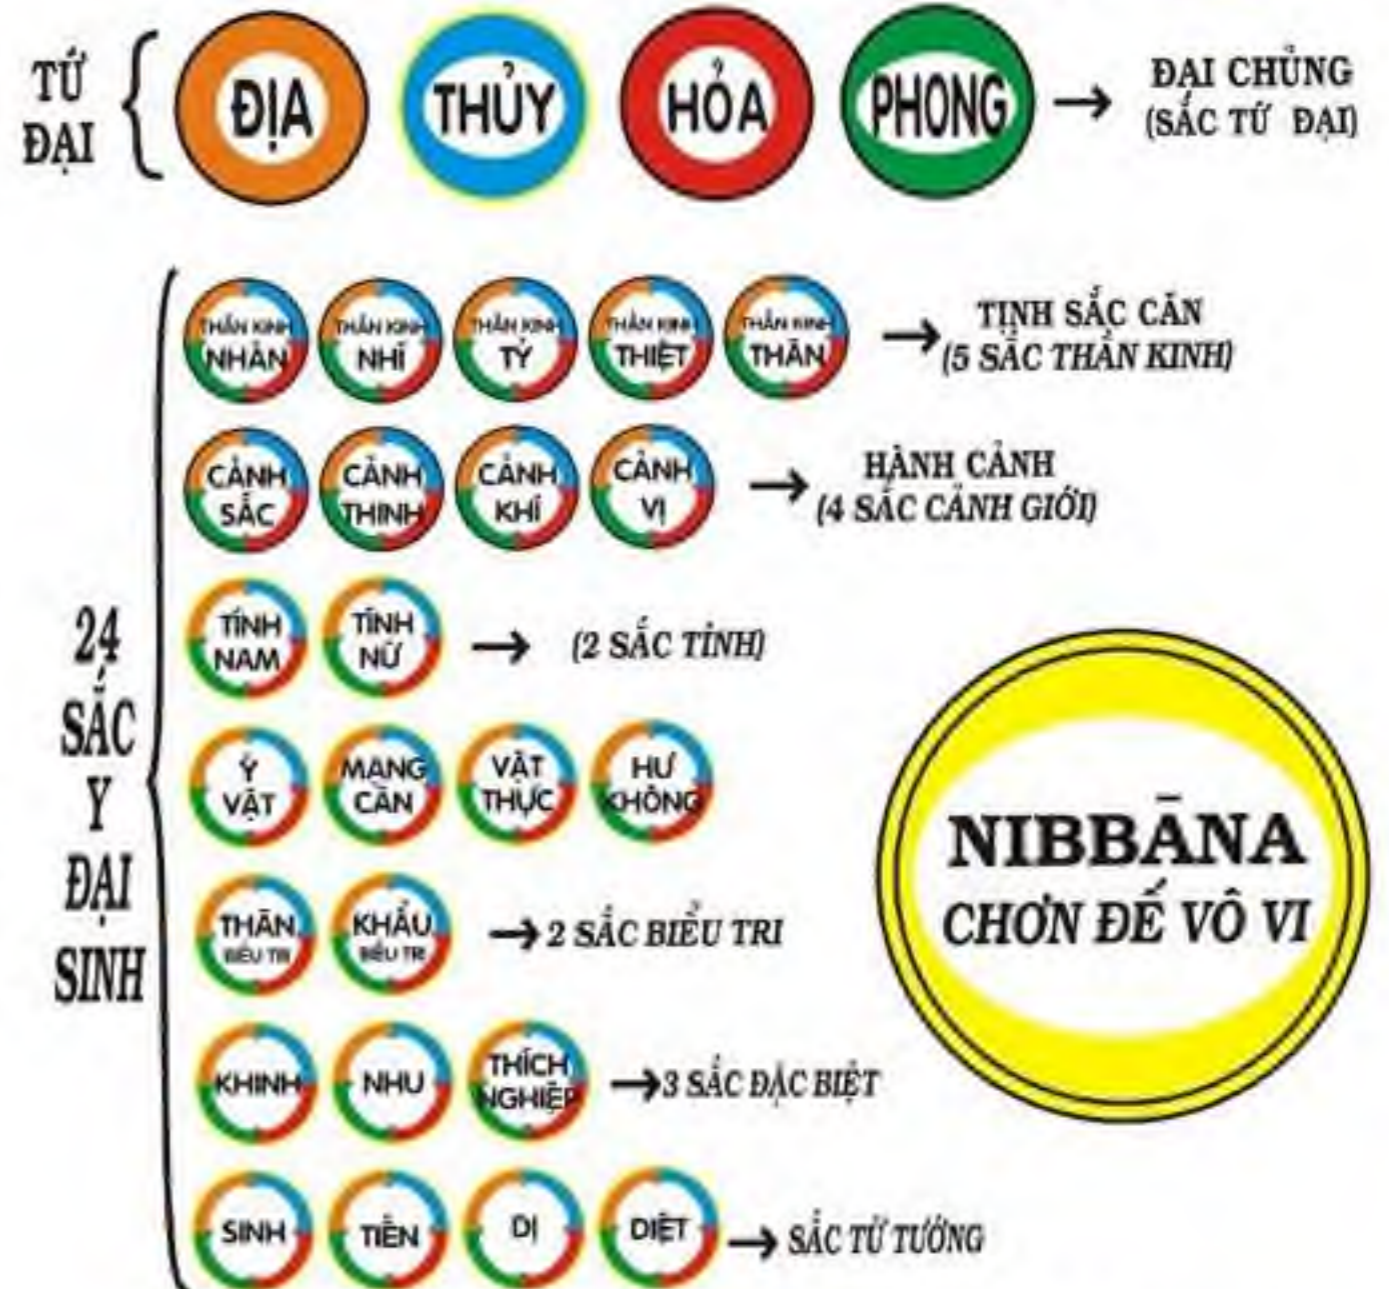 TỨ
ĐẠI
ĐỊA
THỦY
HỎA
PHONG
ĐẠI CHỦNG
(SẮC TỨ ĐẠI)
24
SẮC
Y
ĐẠI
SINH
THẦN KINH
NHÃN
THẦN KINH
NHĨ
THẦN KINH
TỶ
THẦN KINH
THIỆT
THẦN KINH
THÂN
TỊNH SẮC CĂN
(5 SẮC THẦN KINH)
CẢNH
SẮC
CẢNH
THINH
CẢNH
KHÍ
CẢNH
VỊ
HÀNH CẢNH
(4 SẮC CẢNH GIỚI)
TÍNH
NAM
TÍNH
NỮ
(2 SẮC TÍNH)
Ý
VẬT
MẠNG
CĂN
VẬT
THỰC
HƯ
KHÔNG
THÂN
BIỂU TRI
KHẨU
BIỂU TRI
2 SẮC BIỂU TRI
KHINH
NHU
THÍCH
NGHIỆP
3 SẮC ĐẶC BIỆT
SINH
TIẾN
DỊ
DIỆT
SẮC TỨ TƯỚNG
NIBBĀNA
CHƠN ĐẾ VÔ VI